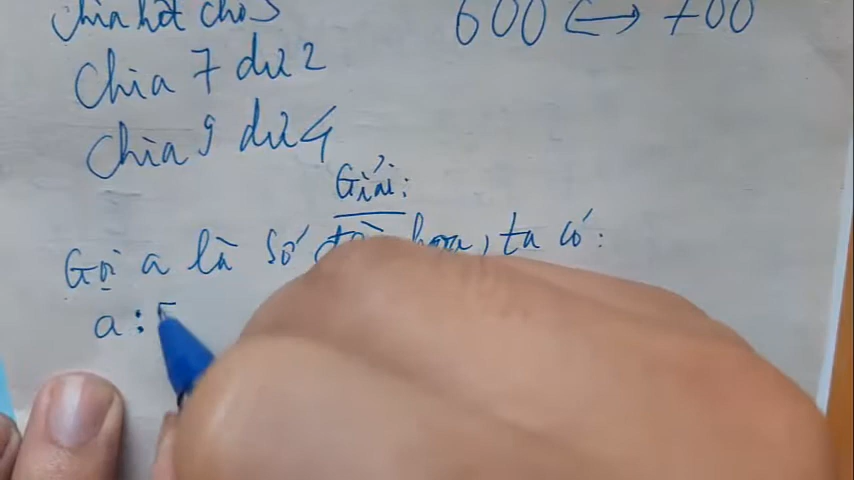 chia hết cho 5
600 ⟷ 700
Chia 7 dư 2
Chia 9 dư 4
Giải:
Gọi a là số hoa, ta có:
a ⋮ 5